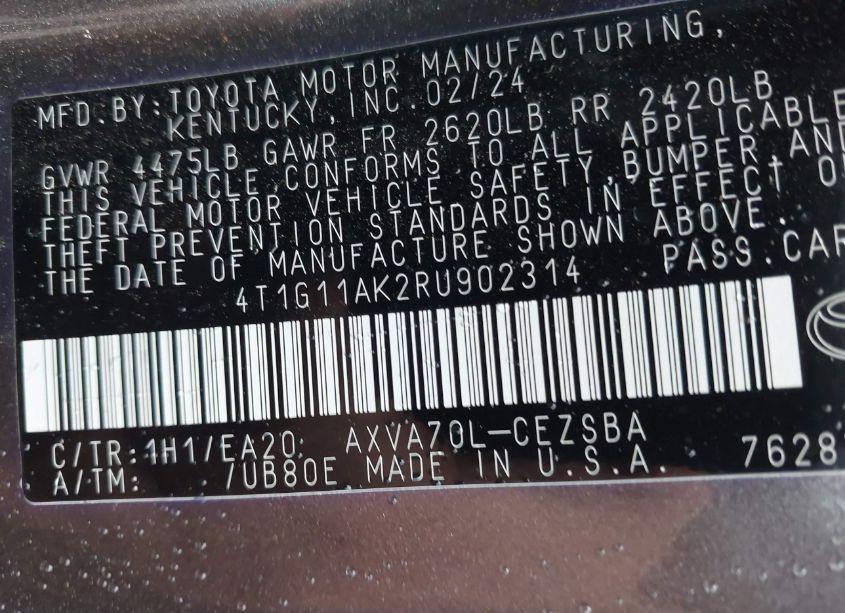 MFD.BY:TOYOTA MOTOR MANUFACTURING,
KENTUCKY,INC.02/24
GVWR 4475LB GAWR FR 2620LB RR 2420LB
THIS VEHICLE CONFORMS TO ALL APPLICABLE
FEDERAL MOTOR VEHICLE SAFETY,BUMPER,AND
THEFT PREVENTION STANDARDS IN EFFECT
THE DATE OF MANUFACTURE SHOWN ABOVE.
4T1G11AK2RU902314 PASS.CAR
C/TR:1H1/EA20 AXVA70L-CEZSBA
A/TM: /UB80E MADE IN U.S.A. 7628